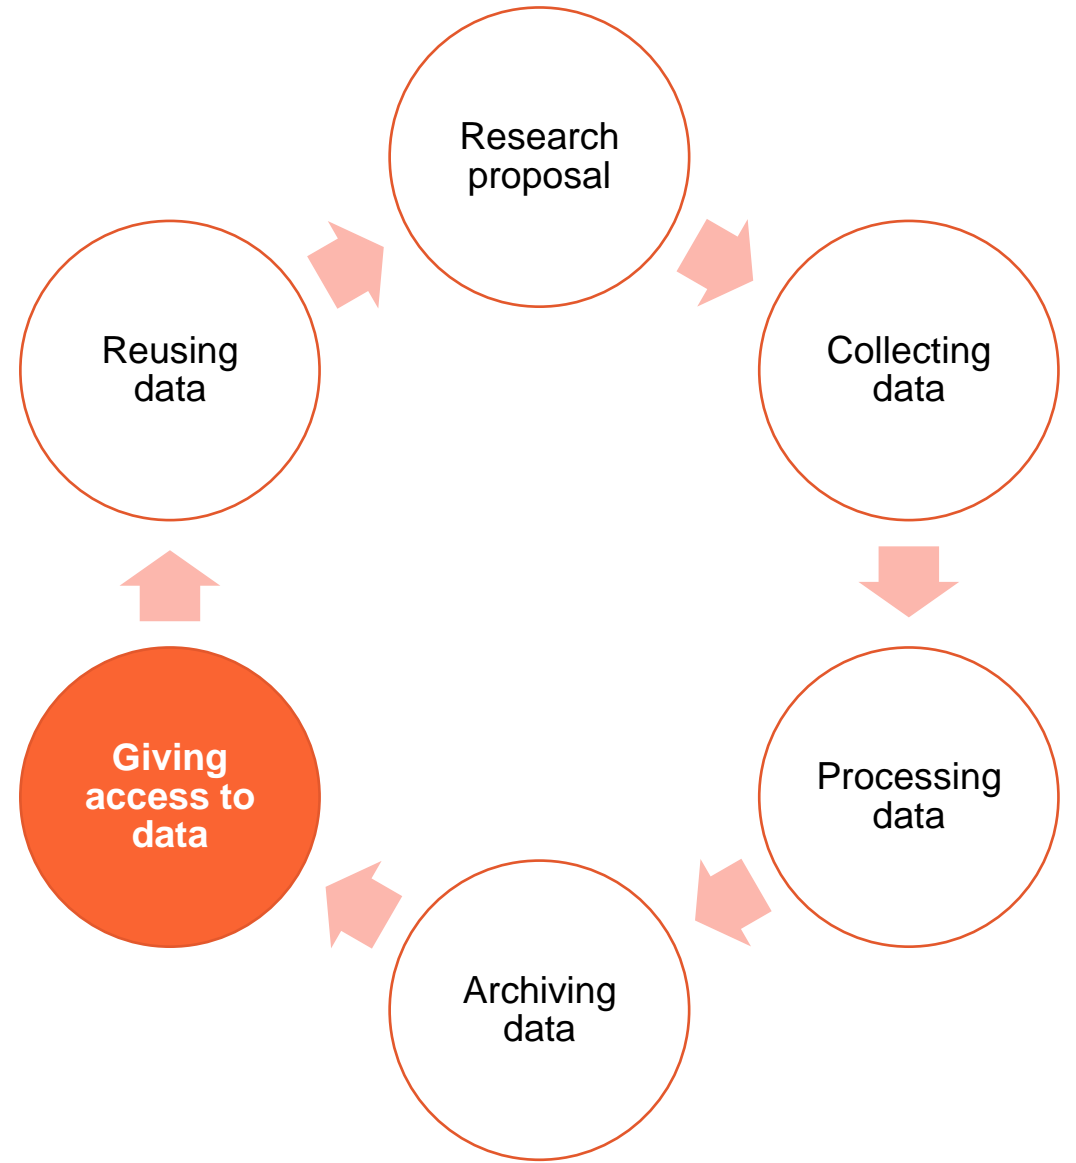 Research
proposal
Collecting
data
Processing
data
Archiving
data
Giving
access to
data
Reusing
data